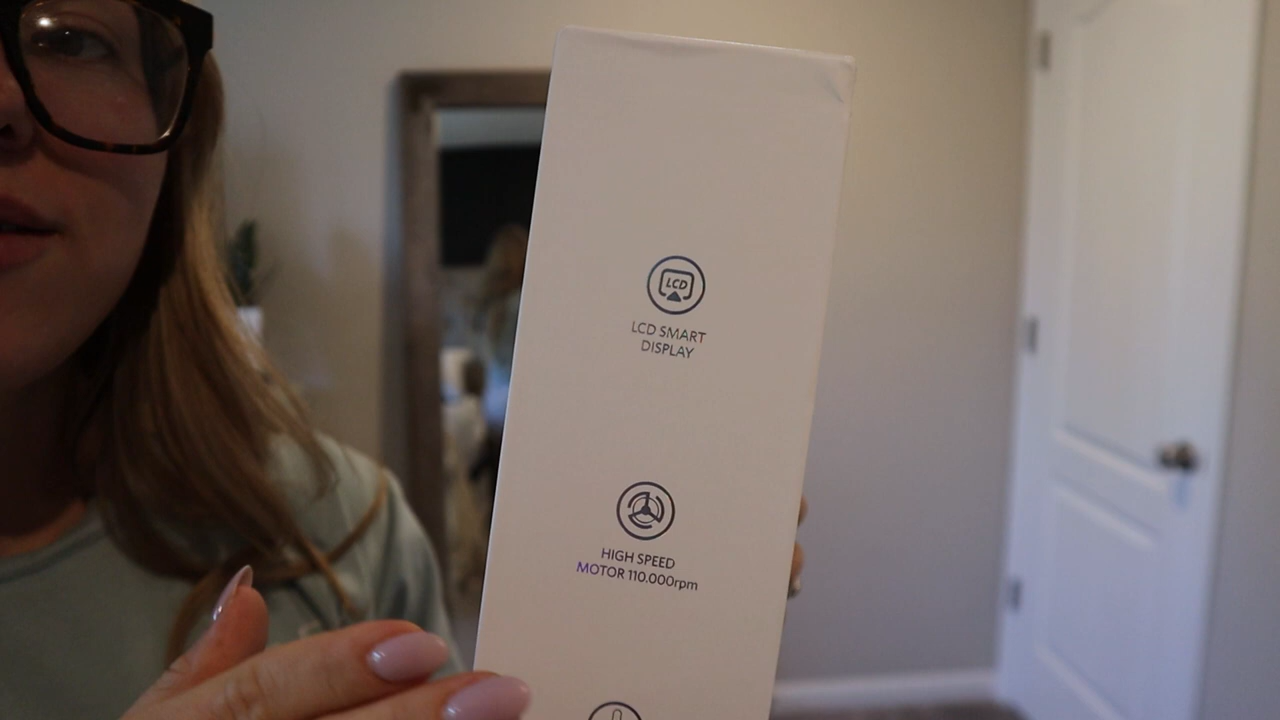 LCD
LCD SMART
DISPLAY
HIGH SPEED
MOTOR 110.000rpm